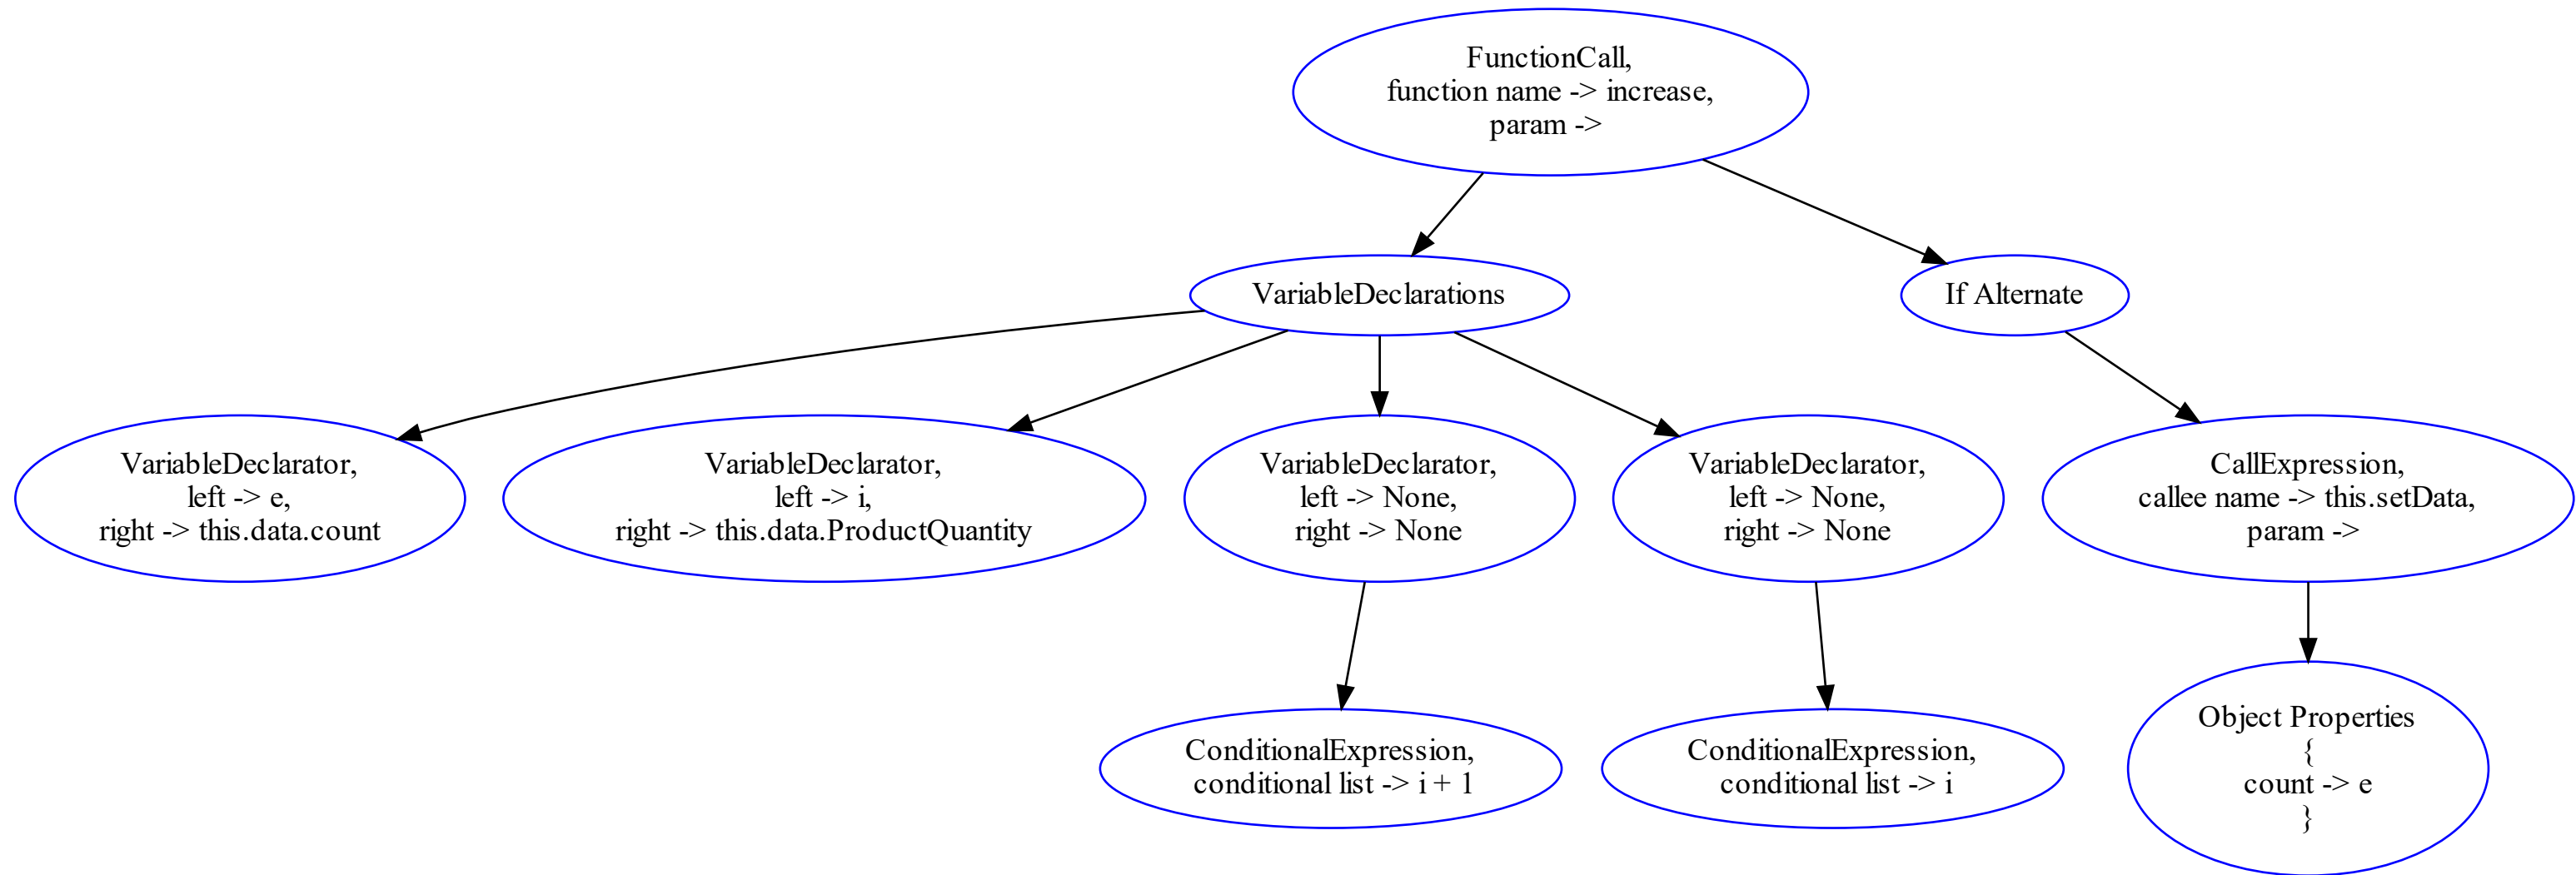 FunctionCall,
function name -> increase,
param ->
VariableDeclarations
If Alternate
VariableDeclarator,
left -> e,
right -> this.data.count
VariableDeclarator,
left -> i,
right -> this.data.ProductQuantity
VariableDeclarator,
left -> None,
right -> None
VariableDeclarator,
left -> None,
right -> None
CallExpression,
callee name -> this.setData,
param ->
ConditionalExpression,
conditional list -> i + 1
ConditionalExpression,
conditional list -> i
Object Properties
{
count -> e
}